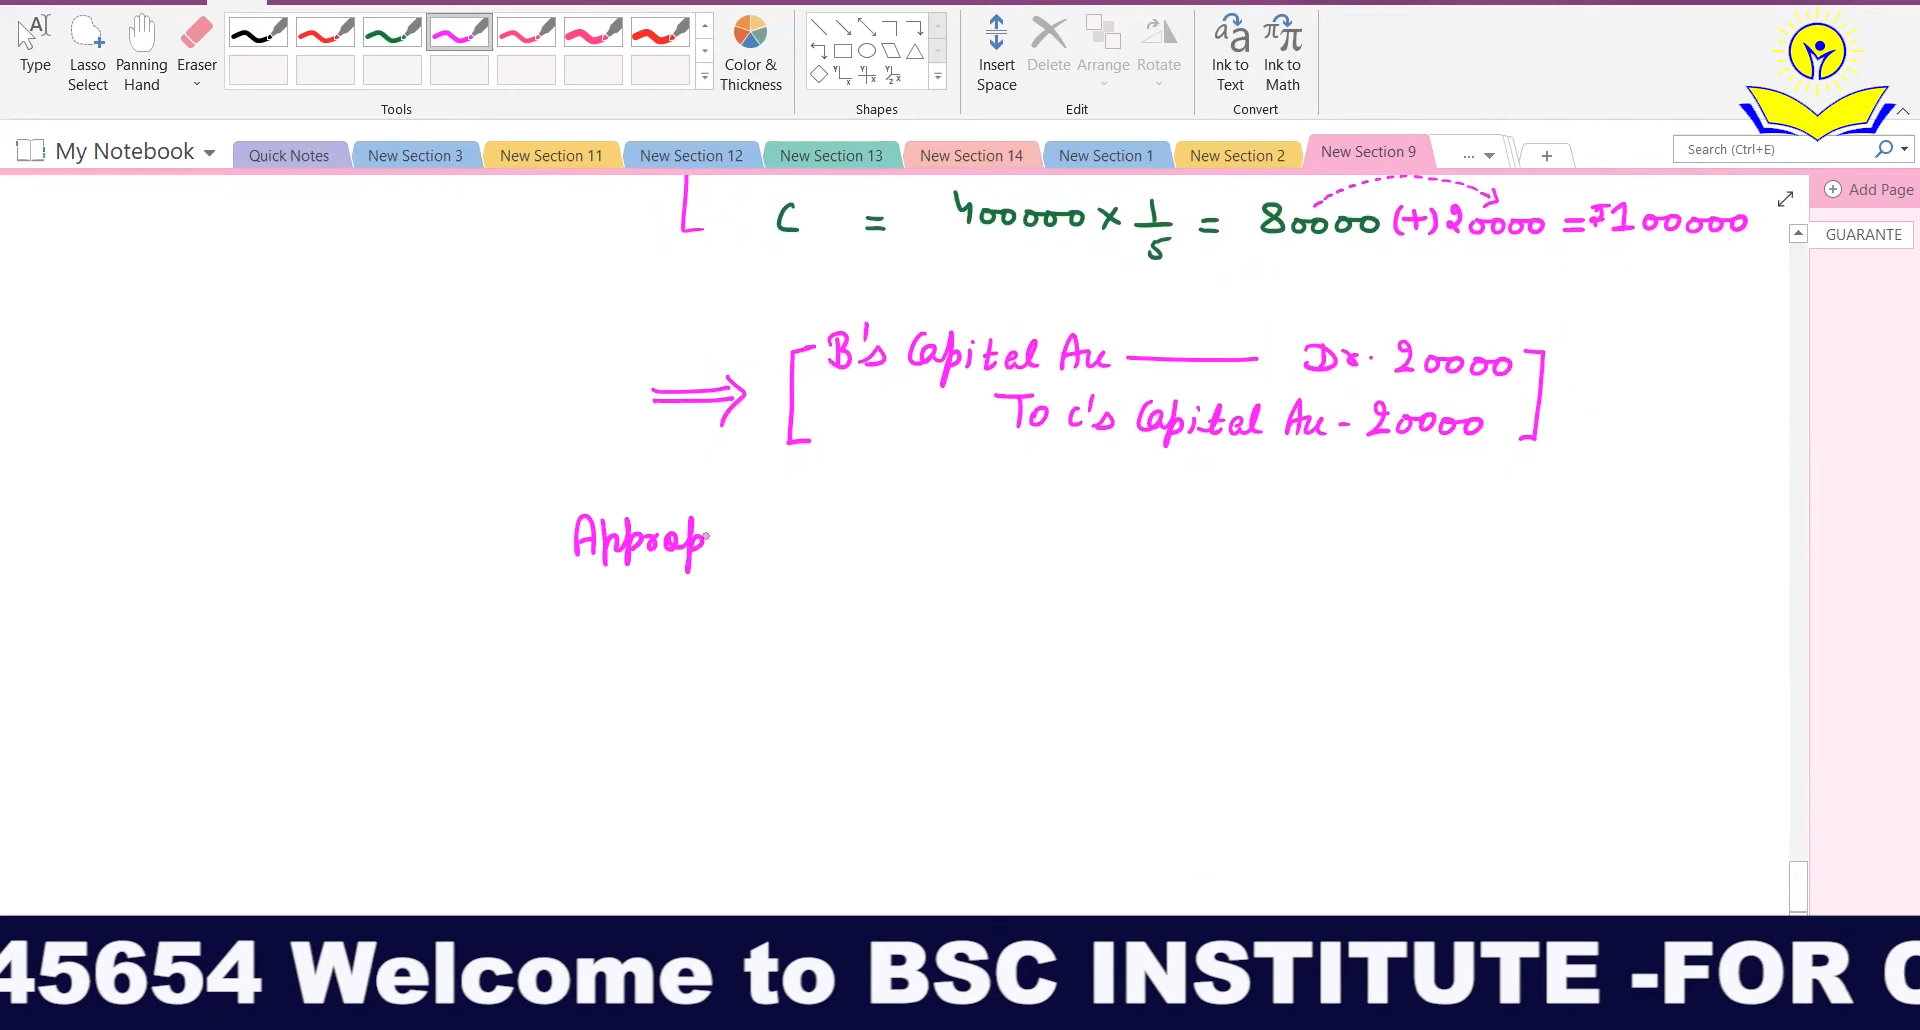 Type
Lasso Select
Panning Hand
Eraser
Color & Thickness
Insert Space
Delete
Arrange
Rotate
Ink to Text
Ink to Math
Tools
Shapes
Edit
Convert
My Notebook
Quick Notes
New Section 3
New Section 11
New Section 12
New Section 13
New Section 14
New Section 1
New Section 2
New Section 9
...
Search (Ctrl+E)
Add Page
GUARANTE
C = 400000 × 1/5 = 80000 (+) 20000 = ₹100000
B's Capital A/c —— Dr. 20000
To C's Capital A/c - 20000
Approp
45654 Welcome to BSC INSTITUTE -FOR C